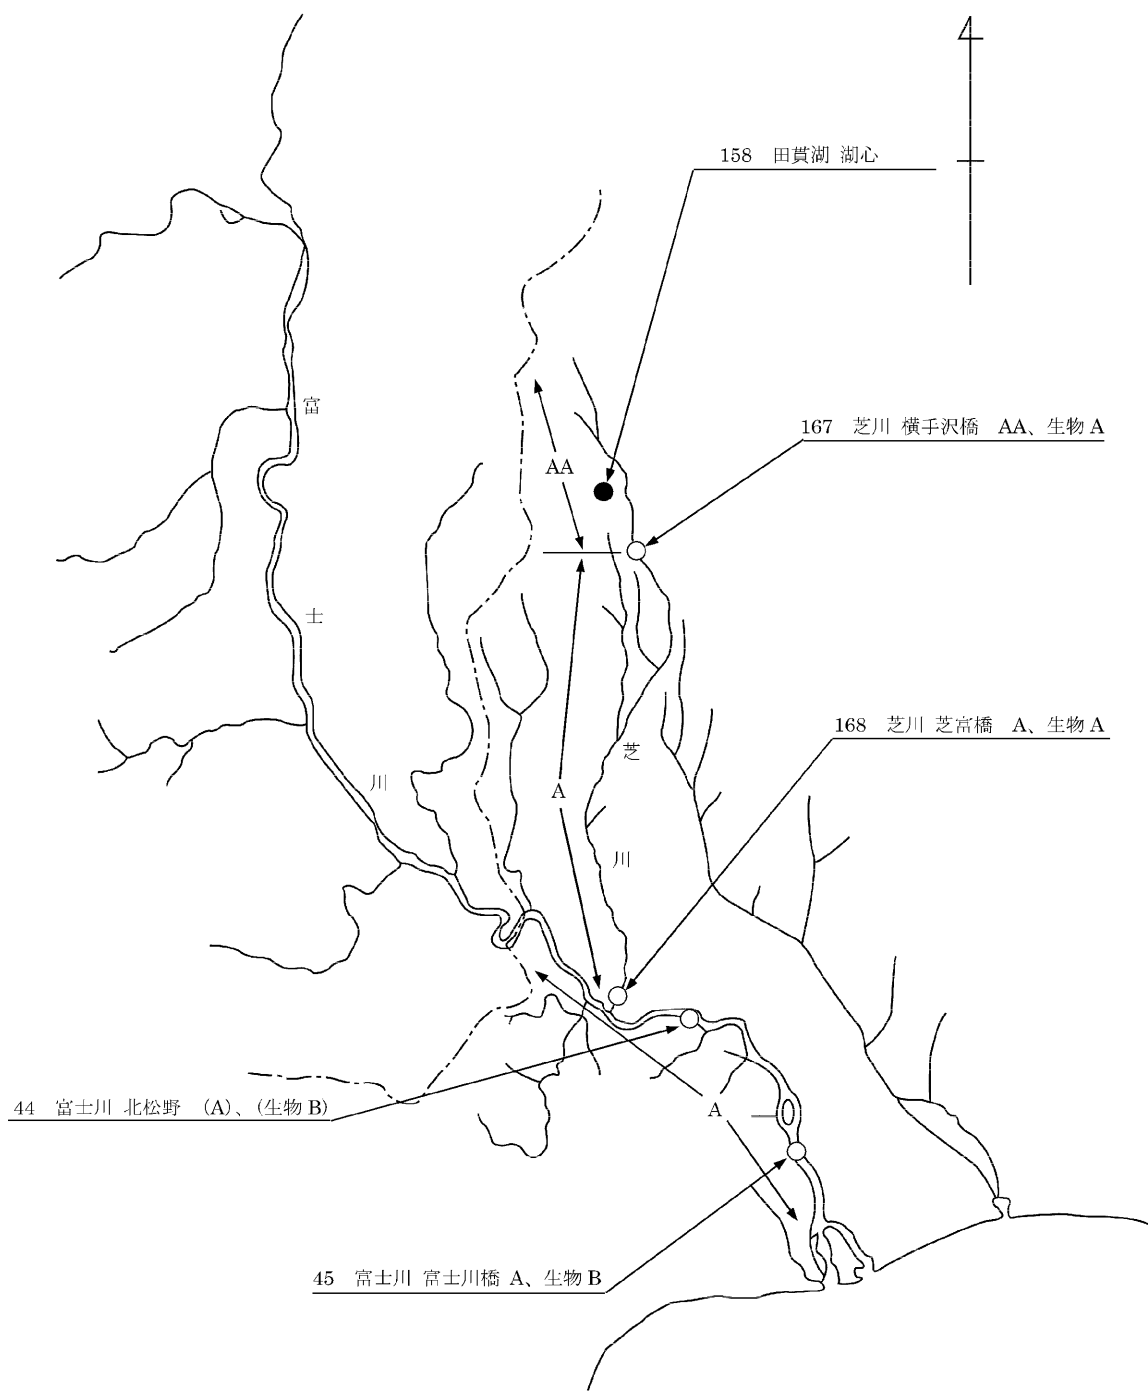 158 田貫湖 湖心
富
167 芝川 横手沢橋 AA、生物 A
AA
士
168 芝川 芝富橋 A、生物 A
芝
川
A
川
44 富士川 北松野 (A)、(生物 B)
A
45 富士川 富士川橋 A、生物 B